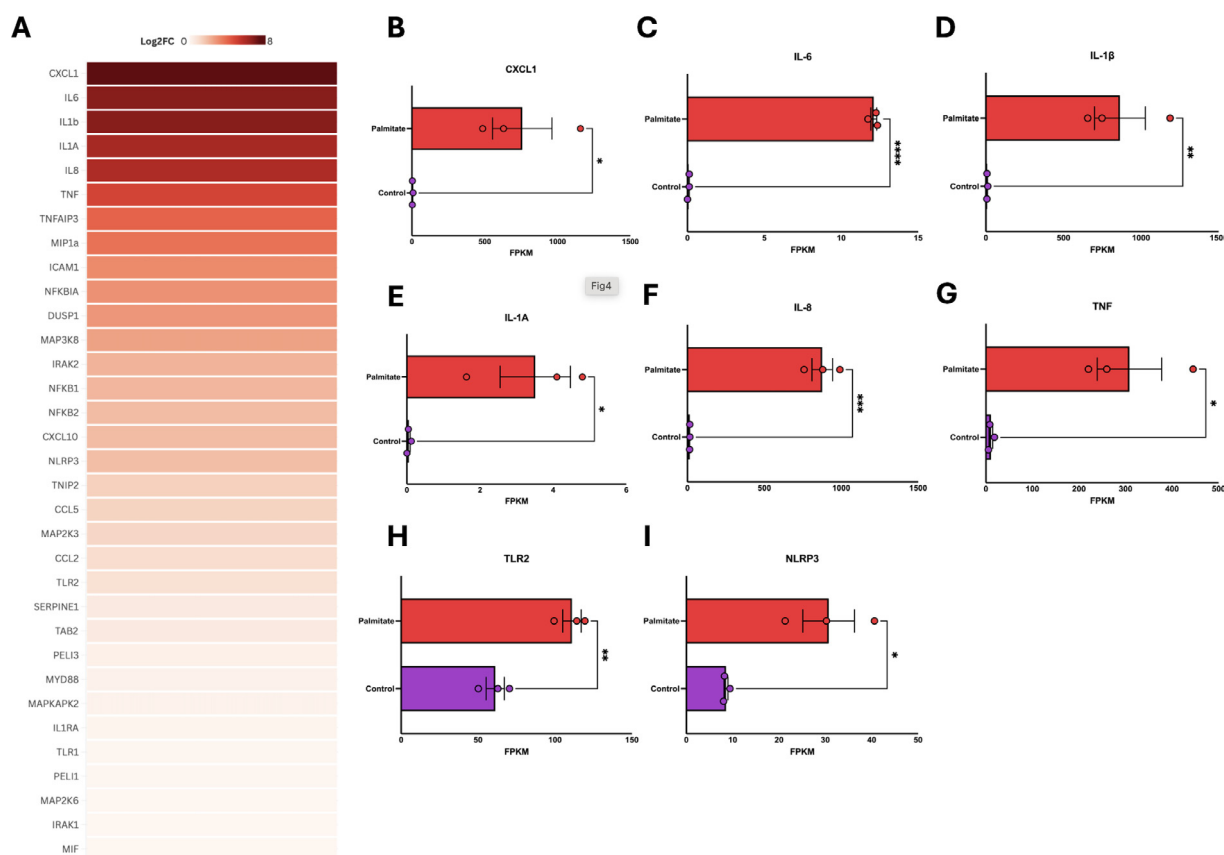 A
Log2FC 0 8
CXCL1
IL6
IL1b
IL1A
IL8
TNF
TNFAIP3
MIP1a
ICAM1
NFKBIA
DUSP1
MAP3K8
IRAK2
NFKB1
NFKB2
CXCL10
NLRP3
TNIP2
CCL5
MAP2K3
CCL2
TLR2
SERPINE1
TAB2
PELI3
MYD88
MAPKAPK2
IL1RA
TLR1
PELI1
MAP2K6
IRAK1
MIF
B
CXCL1
Palmitate
*
Control
0 500 1000 1500
FPKM
C
IL-6
Palmitate
****
Control
0 5 10 15
FPKM
D
IL-1β
Palmitate
**
Control
0 500 1000 1500
FPKM
Fig4
E
IL-1A
Palmitate
*
Control
0 2 4 6
FPKM
F
IL-8
Palmitate
***
Control
0 500 1000 1500
FPKM
G
TNF
Palmitate
*
Control
0 100 200 300 400 500
FPKM
H
TLR2
Palmitate
**
Control
0 50 100 150
FPKM
I
NLRP3
Palmitate
*
Control
0 10 20 30 40 50
FPKM